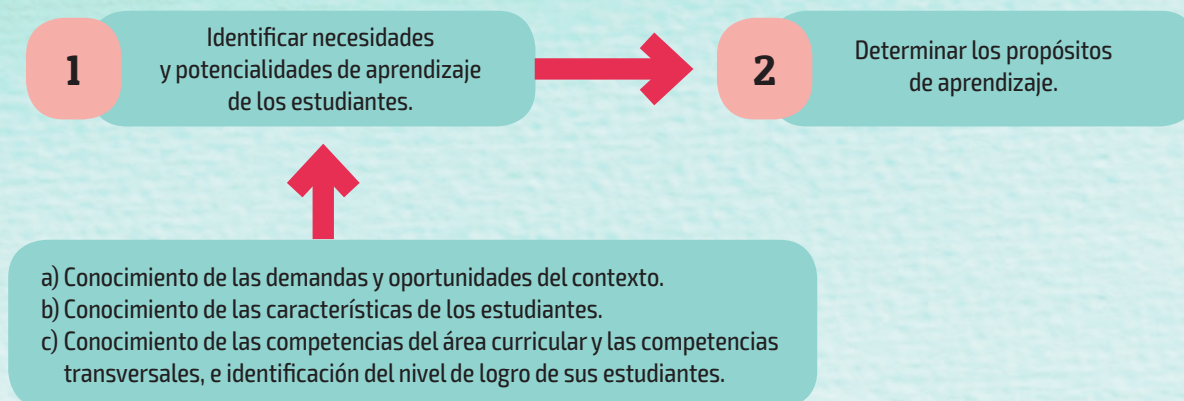 1
Identificar necesidades
y potencialidades de aprendizaje
de los estudiantes.
2
Determinar los propósitos
de aprendizaje.
a) Conocimiento de las demandas y oportunidades del contexto.
b) Conocimiento de las características de los estudiantes.
c) Conocimiento de las competencias del área curricular y las competencias
transversales, e identificación del nivel de logro de sus estudiantes.